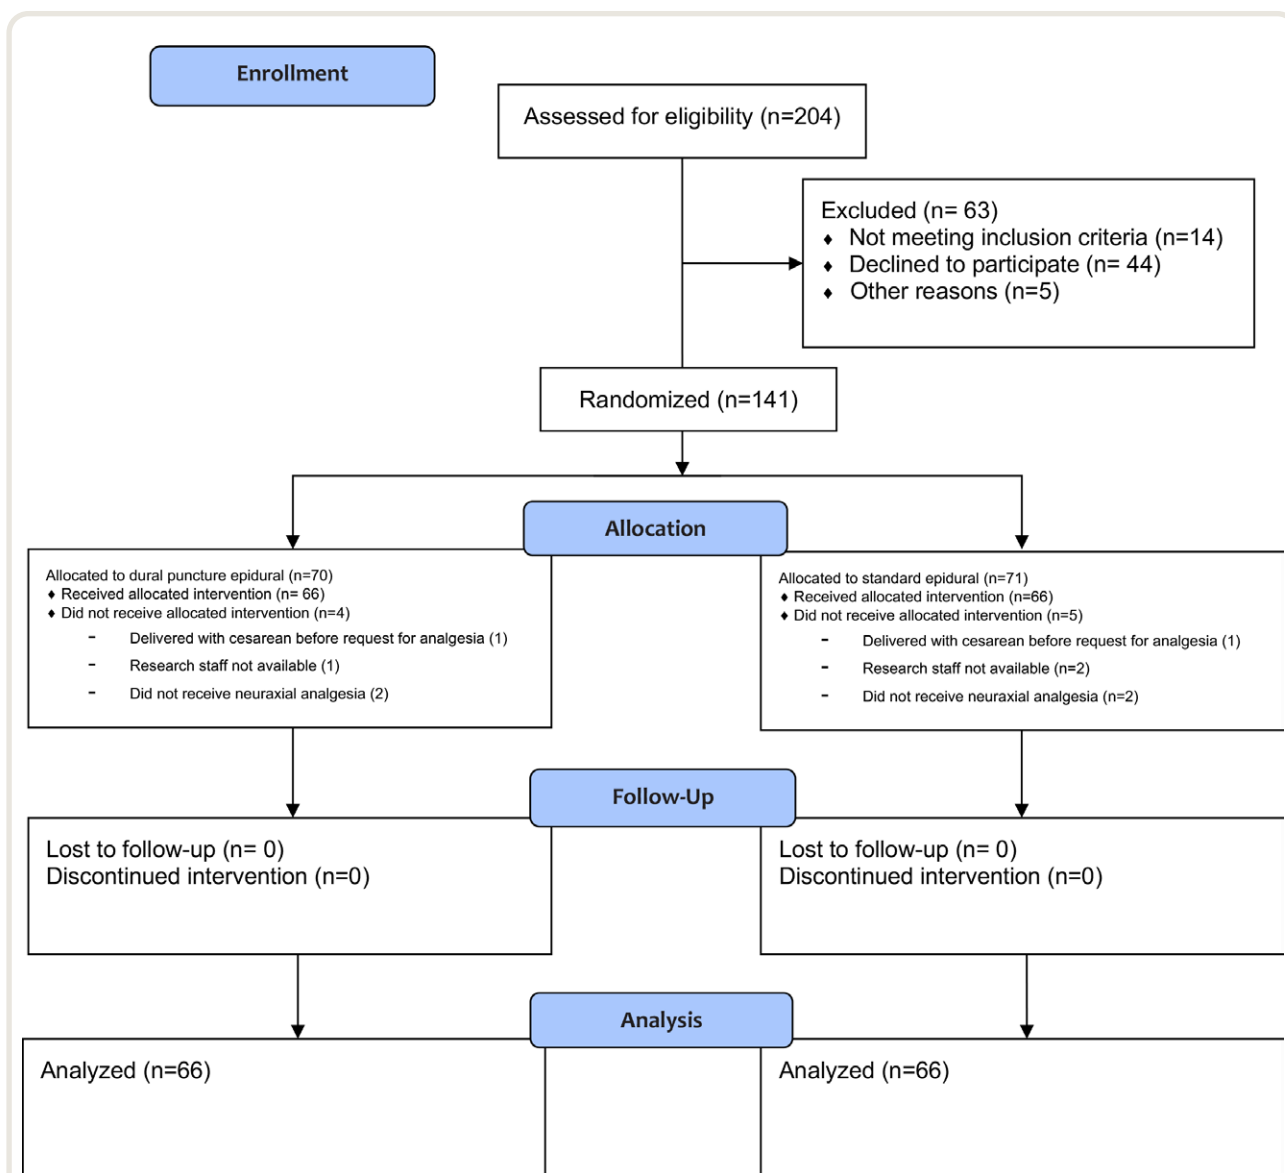 Enrollment
Assessed for eligibility (n=204)
Excluded (n= 63)
♦ Not meeting inclusion criteria (n=14)
♦ Declined to participate (n= 44)
♦ Other reasons (n=5)
Randomized (n=141)
Allocation
Allocated to dural puncture epidural (n=70)
♦ Received allocated intervention (n= 66)
♦ Did not receive allocated intervention (n=4)
- Delivered with cesarean before request for analgesia (1)
- Research staff not available (1)
- Did not receive neuraxial analgesia (2)
Allocated to standard epidural (n=71)
♦ Received allocated intervention (n=66)
♦ Did not receive allocated intervention (n=5)
- Delivered with cesarean before request for analgesia (1)
- Research staff not available (n=2)
- Did not receive neuraxial analgesia (n=2)
Follow-Up
Lost to follow-up (n= 0)
Discontinued intervention (n=0)
Lost to follow-up (n= 0)
Discontinued intervention (n=0)
Analysis
Analyzed (n=66)
Analyzed (n=66)